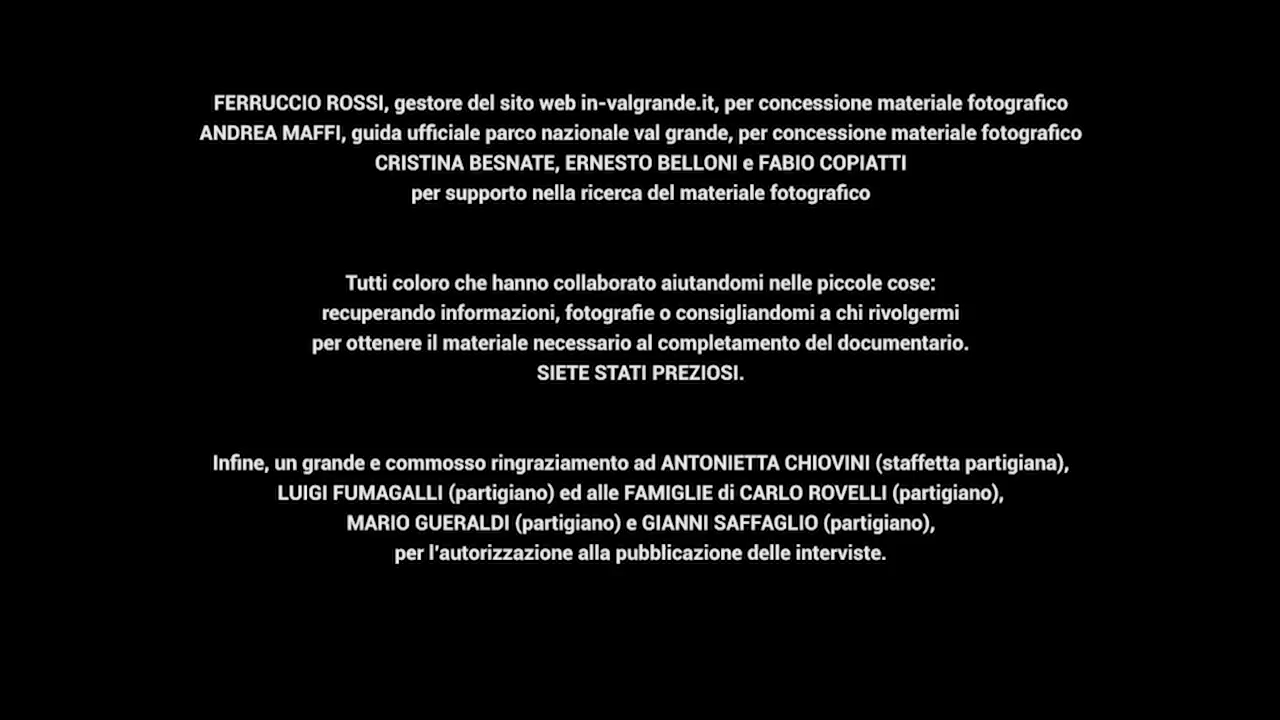 FERRUCCIO ROSSI, gestore del sito web in-valgrande.it, per concessione materiale fotografico
ANDREA MAFFI, guida ufficiale parco nazionale val grande, per concessione materiale fotografico
CRISTINA BESNATE, ERNESTO BELLONI e FABIO COPIATTI
per supporto nella ricerca del materiale fotografico
Tutti coloro che hanno collaborato aiutandomi nelle piccole cose:
recuperando informazioni, fotografie o consigliandomi a chi rivolgermi
per ottenere il materiale necessario al completamento del documentario.
SIETE STATI PREZIOSI.
Infine, un grande e commosso ringraziamento ad ANTONIETTA CHIOVINI (staffetta partigiana),
LUIGI FUMAGALLI (partigiano) ed alle FAMIGLIE di CARLO ROVELLI (partigiano),
MARIO GUERALDI (partigiano) e GIANNI SAFFAGLIO (partigiano),
per l'autorizzazione alla pubblicazione delle interviste.